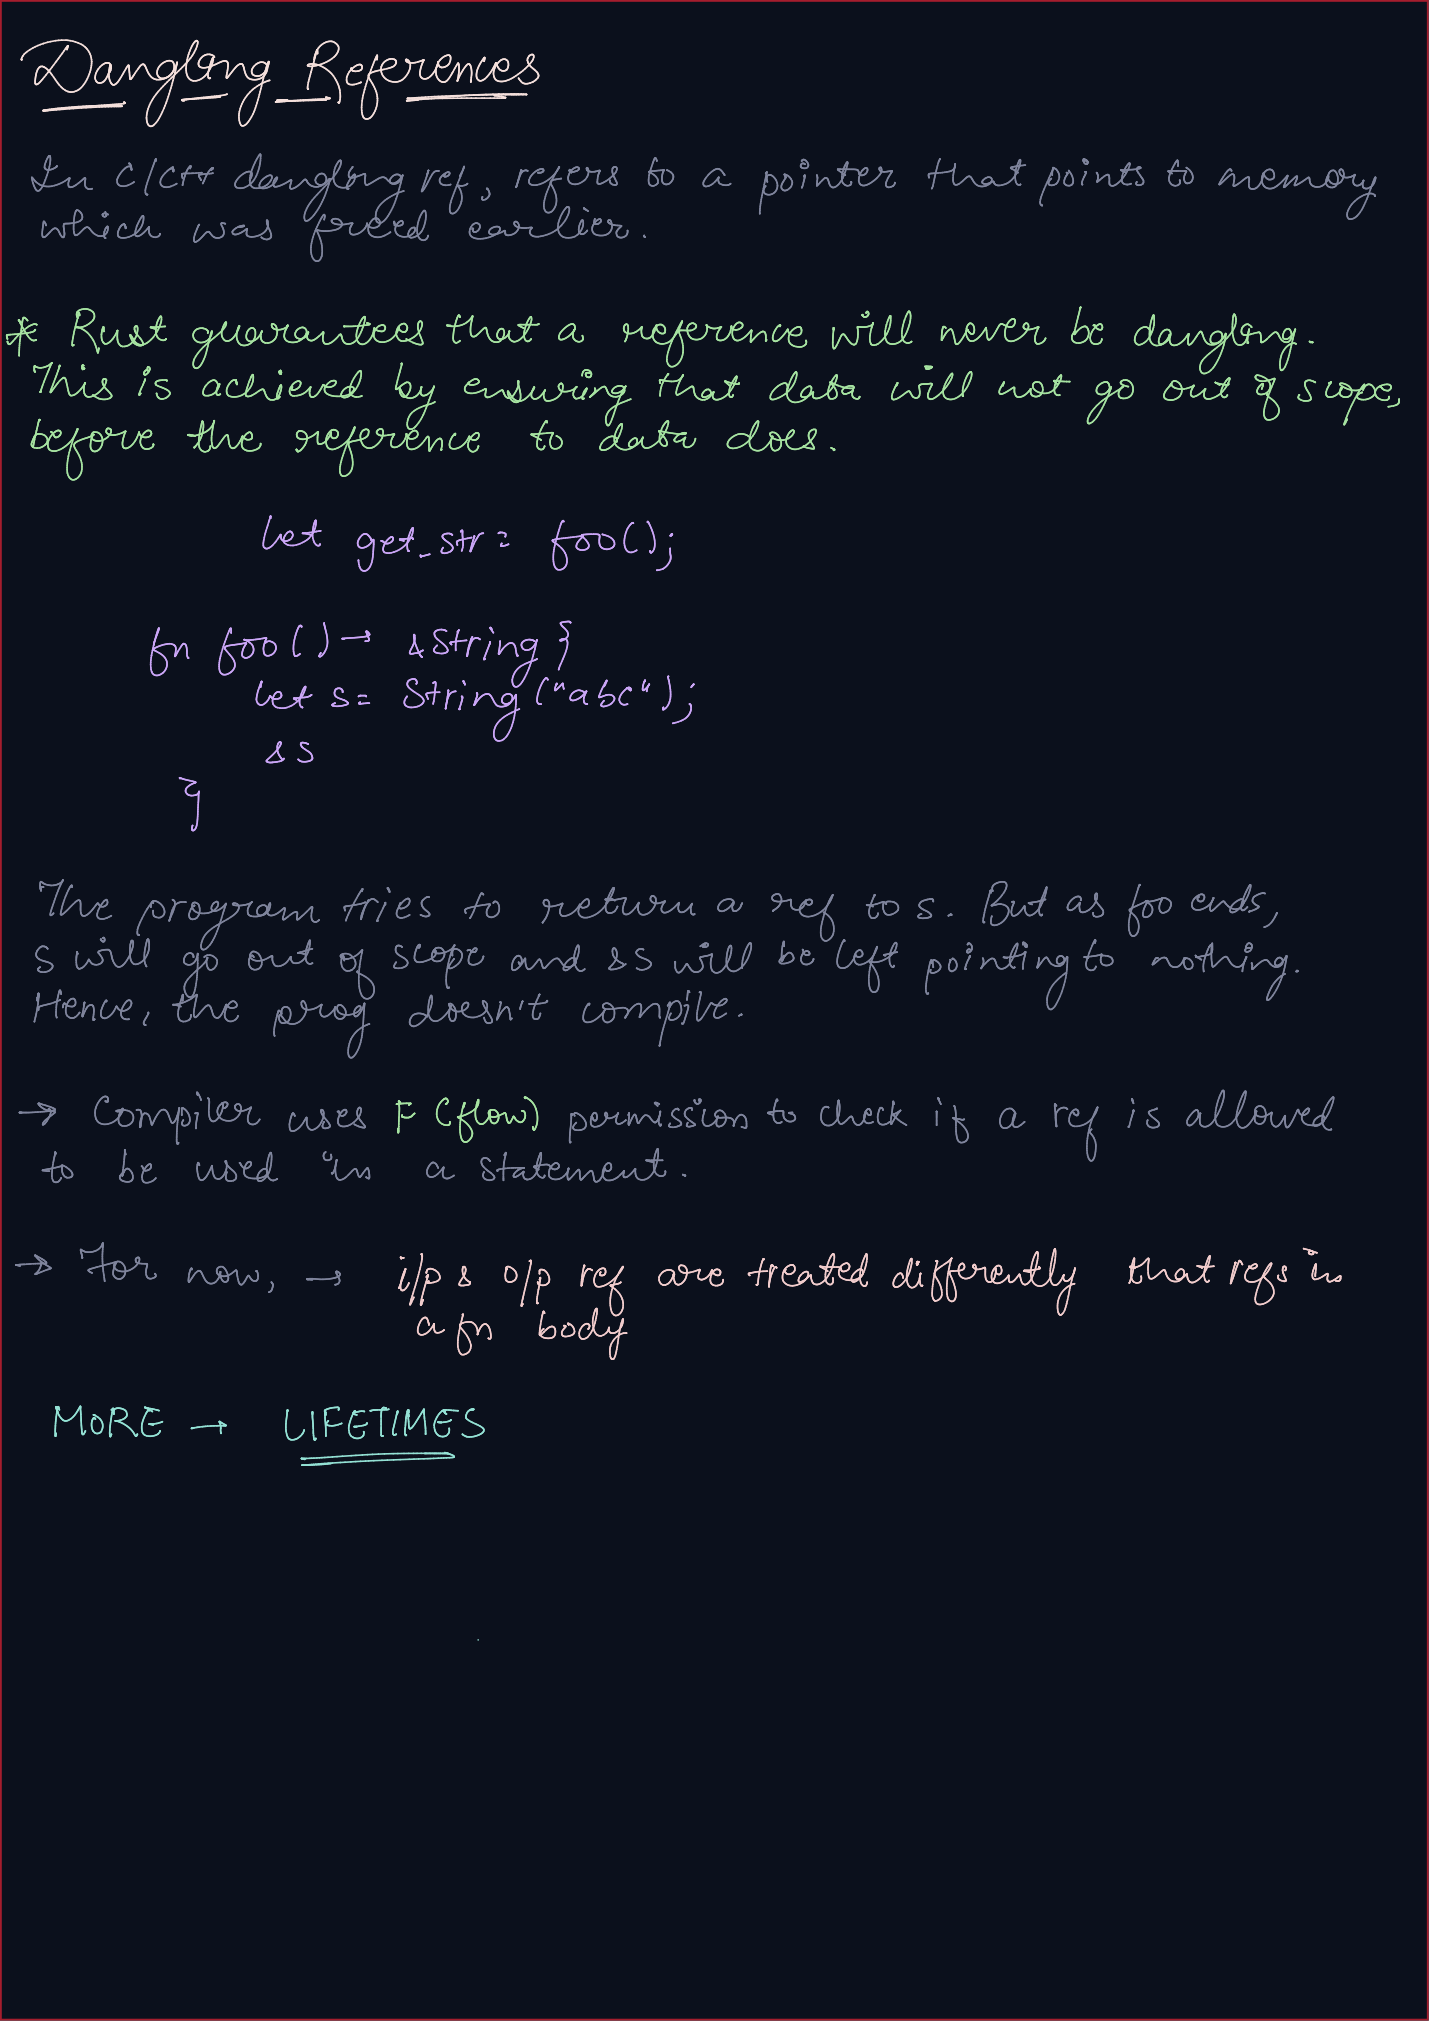 Dangling References
In C/C++ dangling ref, refers to a pointer that points to memory
which was freed earlier.
* Rust guarantees that a reference will never be dangling.
This is achieved by ensuring that data will not go out of scope,
before the reference to data does.
let get_str = foo();
fn foo() → &String {
let s = String("abc");
&s
}
The program tries to return a ref to s. But as foo ends,
s will go out of scope and &s will be left pointing to nothing.
Hence, the prog doesn't compile.
→ Compiler uses F (flow) permission to check if a ref is allowed
to be used in a statement.
→ For now, → i/p & o/p ref are treated differently that refs in
a fn body
MORE → LIFETIMES